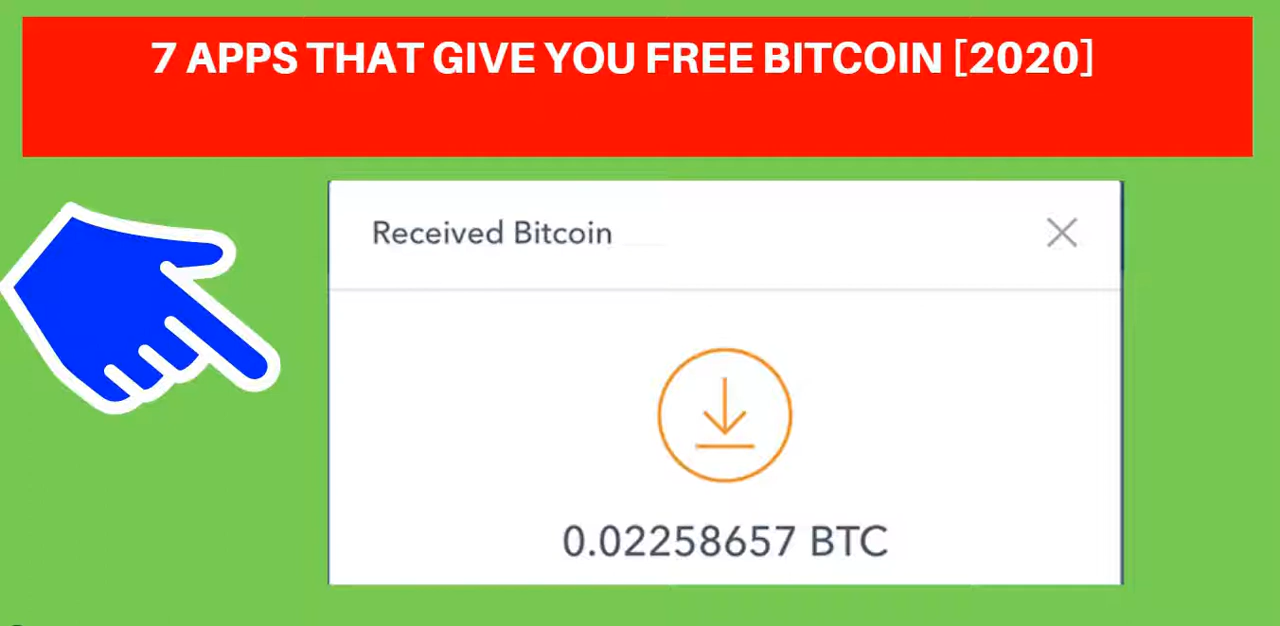 7 APPS THAT GIVE YOU FREE BITCOIN [2020]
Received Bitcoin
0.02258657 BTC